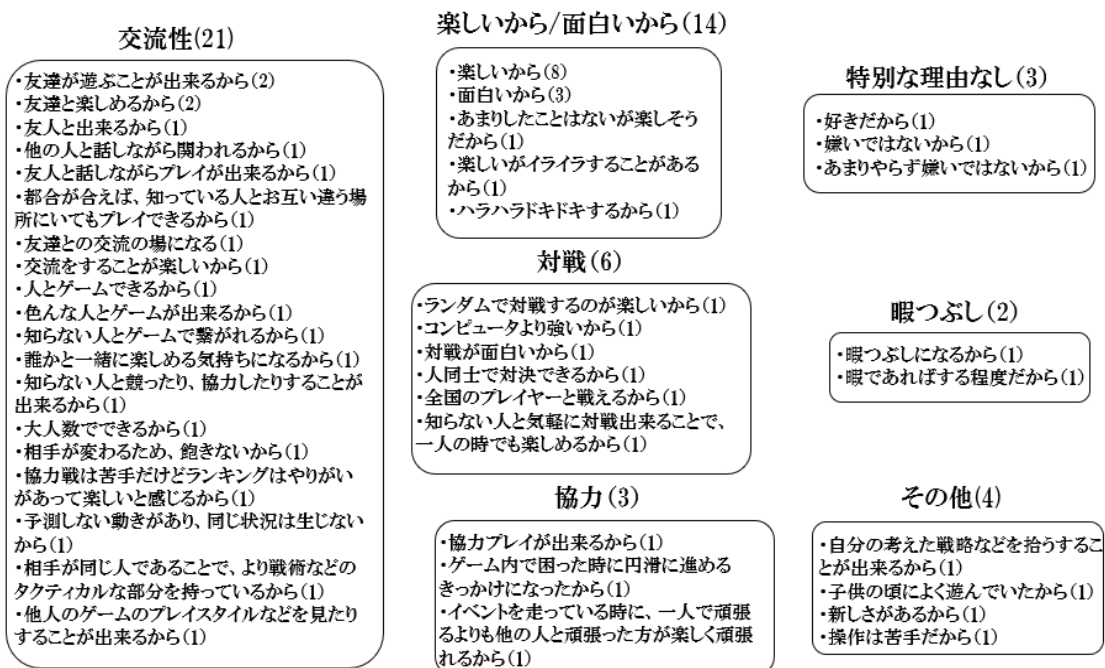 交流性(21)
・友達が遊ぶことが出来るから(2)
・友達と楽しめるから(2)
・友人と出来るから(1)
・他の人と話しながら関われるから(1)
・友人と話しながらプレイが出来るから(1)
・都合が合えば、知っている人とお互い違う場
所にいてもプレイできるから(1)
・友達との交流の場になる(1)
・交流をすることが楽しいから(1)
・人とゲームできるから(1)
・色んな人とゲームが出来るから(1)
・知らない人とゲームで繋がれるから(1)
・誰かと一緒に楽しめる気持ちになるから(1)
・知らない人と競ったり、協力したりすることが
出来るから(1)
・大人数でできるから(1)
・相手が変わるため、飽きないから(1)
・協力戦は苦手だけどランキングはやりがい
があって楽しいと感じるから(1)
・予測しない動きがあり、同じ状況は生じない
から(1)
・相手が同じ人であることで、より戦術などの
タクティカルな部分を持っているから(1)
・他人のゲームのプレイスタイルなどを見たり
することが出来るから(1)
楽しいから/面白いから(14)
・楽しいから(8)
・面白いから(3)
・あまりしたことはないが楽しそう
だから(1)
・楽しいがイライラすることがある
から(1)
・ハラハラドキドキするから(1)
対戦(6)
・ランダムで対戦するのが楽しいから(1)
・コンピュータより強いから(1)
・対戦が面白いから(1)
・人同士で対決できるから(1)
・全国のプレイヤーと戦えるから(1)
・知らない人と気軽に対戦出来ることで、
一人の時でも楽しめるから(1)
協力(3)
・協力プレイが出来るから(1)
・ゲーム内で困った時に円滑に進める
きっかけになったから(1)
・イベントを走っている時に、一人で頑張
るよりも他の人と頑張った方が楽しく頑張
れるから(1)
特別な理由なし(3)
・好きだから(1)
・嫌いではないから(1)
・あまりやらず嫌いではないから(1)
暇つぶし(2)
・暇つぶしになるから(1)
・暇であればする程度だから(1)
その他(4)
・自分の考えた戦略などを拾うするこ
とが出来るから(1)
・子供の頃によく遊んでいたから(1)
・新しさがあるから(1)
・操作は苦手だから(1)